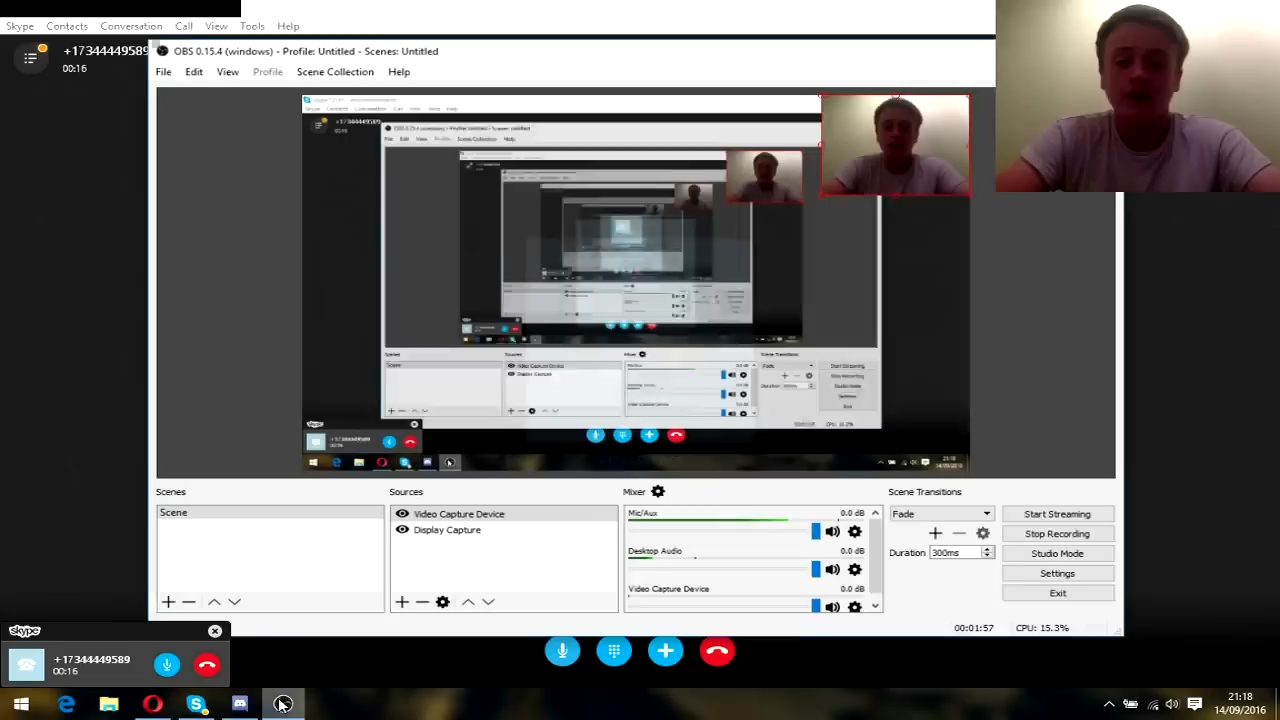 Skype Contacts Conversation Call View Tools Help
+17344449589
00:16
OBS 0.15.4 (windows) - Profile: Untitled - Scenes: Untitled
File Edit View Profile Scene Collection Help
+17344449589
Scenes
Sources
Mixer
Scene Transitions
Scene
Video Capture Device
Display Capture
Mic/Aux 0.0 dB
Desktop Audio 0.0 dB
Video Capture Device 0.0 dB
Fade
Duration 300ms
Start Streaming
Stop Recording
Studio Mode
Settings
Exit
00:01:57 CPU: 15.3%
skype
+17344449589
00:16
21:18
14/09/2016